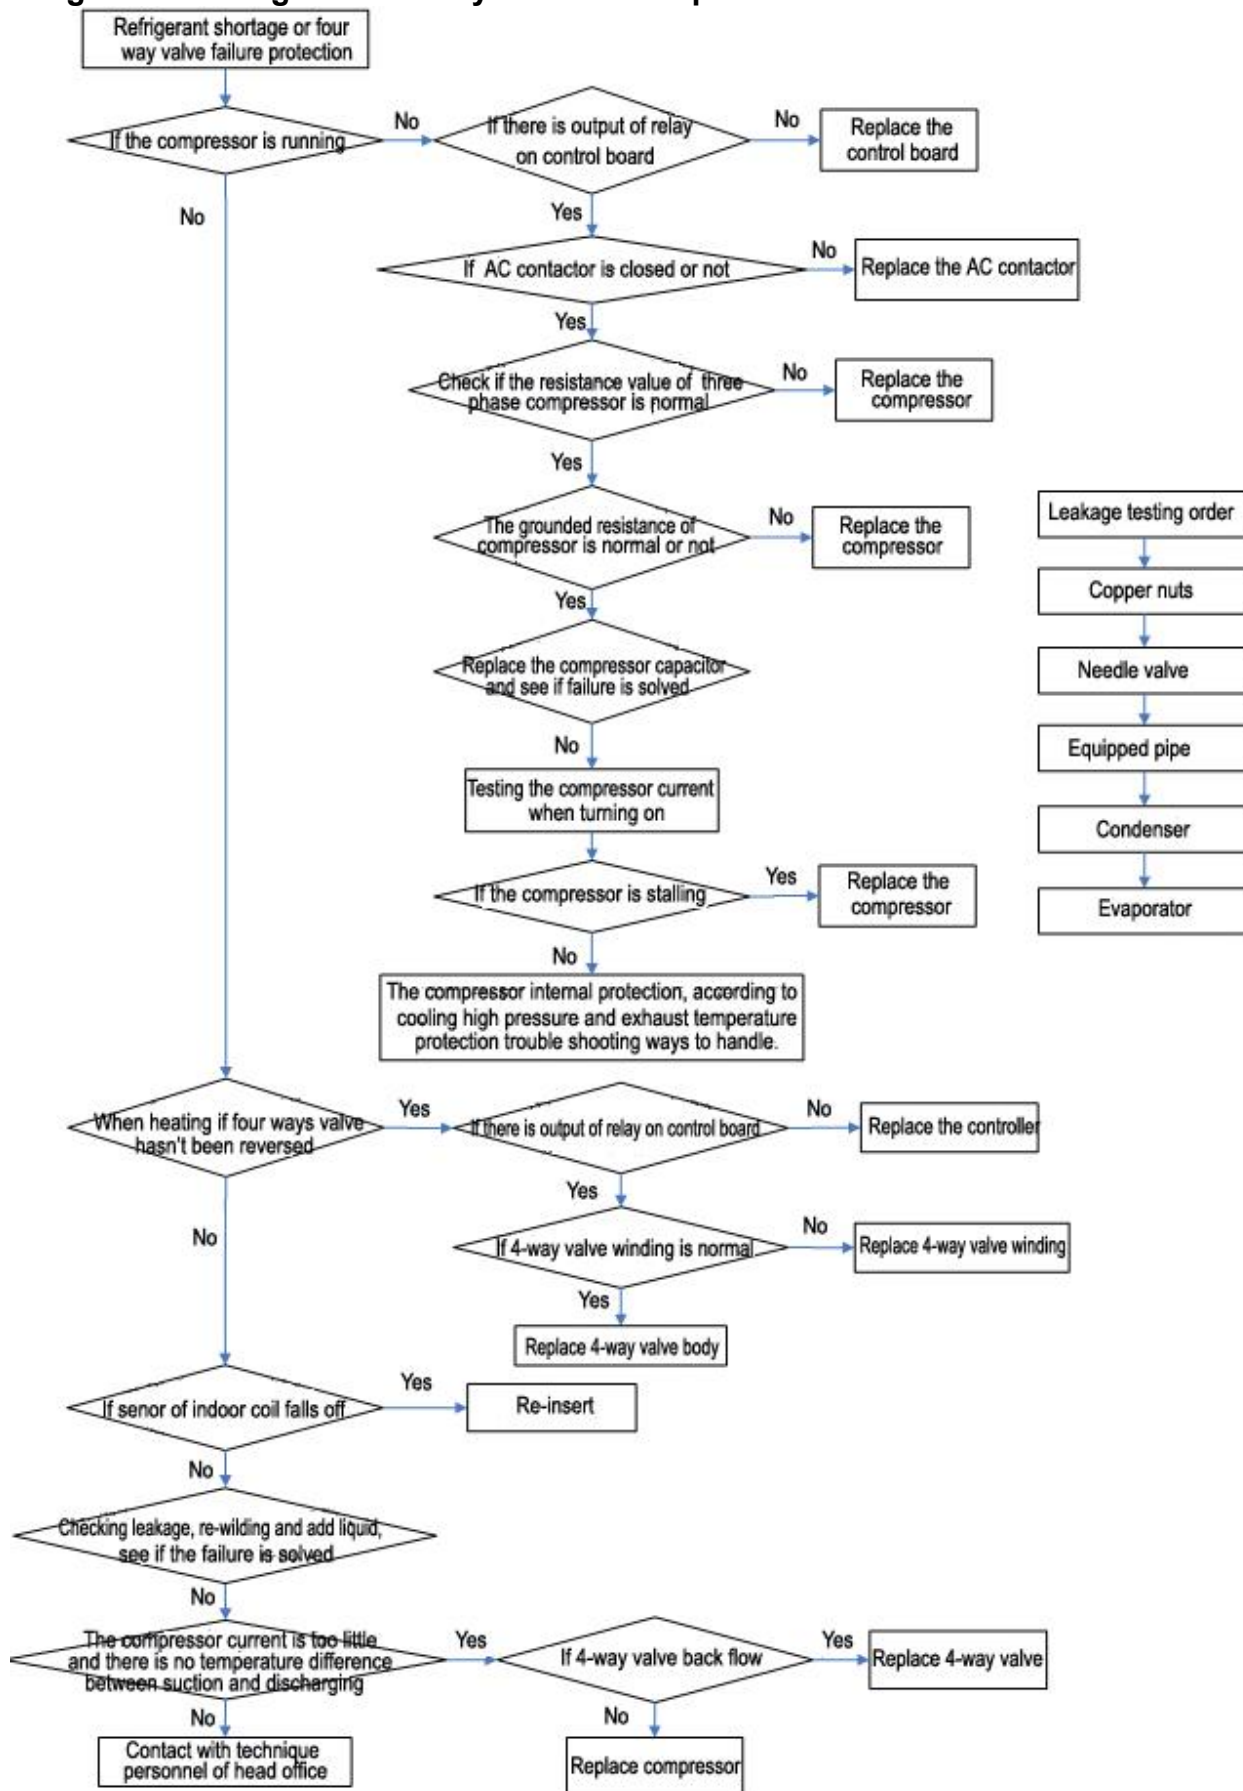 Refrigerant shortage or four
way valve failure protection
If the compressor is running
No
If there is output of relay
on control board
No
Replace the
control board
No
Yes
If AC contactor is closed or not
No
Replace the AC contactor
Yes
Check if the resistance value of three
phase compressor is normal
No
Replace the
compressor
Yes
The grounded resistance of
compressor is normal or not
No
Replace the
compressor
Yes
Replace the compressor capacitor
and see if failure is solved
No
Testing the compressor current
when turning on
If the compressor is stalling
Yes
Replace the
compressor
No
The compressor internal protection, according to
cooling high pressure and exhaust temperature
protection trouble shooting ways to handle.
Leakage testing order
Copper nuts
Needle valve
Equipped pipe
Condenser
Evaporator
When heating if four ways valve
hasn't been reversed
Yes
If there is output of relay on control board
No
Replace the controller
Yes
No
If 4-way valve winding is normal
No
Replace 4-way valve winding
Yes
Replace 4-way valve body
If senor of indoor coil falls off
Yes
Re-insert
No
Checking leakage, re-wilding and add liquid,
see if the failure is solved
No
The compressor current is too little
and there is no temperature difference
between suction and discharging
Yes
If 4-way valve back flow
Yes
Replace 4-way valve
No
No
Contact with technique
personnel of head office
Replace compressor